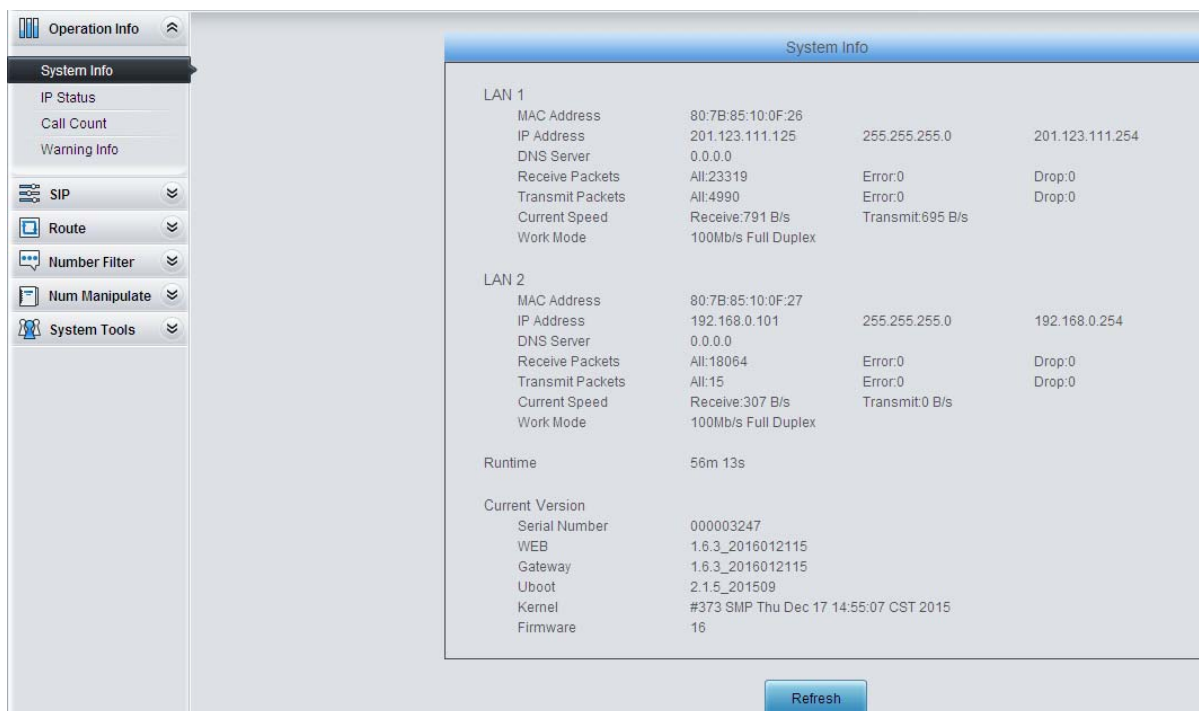 Operation Info
System Info
IP Status
Call Count
Warning Info
SIP
Route
Number Filter
Num Manipulate
System Tools
System Info
LAN 1
MAC Address 80:7B:85:10:0F:26
IP Address 201.123.111.125 255.255.255.0 201.123.111.254
DNS Server 0.0.0.0
Receive Packets All:23319 Error:0 Drop:0
Transmit Packets All:4990 Error:0 Drop:0
Current Speed Receive:791 B/s Transmit:695 B/s
Work Mode 100Mb/s Full Duplex
LAN 2
MAC Address 80:7B:85:10:0F:27
IP Address 192.168.0.101 255.255.255.0 192.168.0.254
DNS Server 0.0.0.0
Receive Packets All:18064 Error:0 Drop:0
Transmit Packets All:15 Error:0 Drop:0
Current Speed Receive:307 B/s Transmit:0 B/s
Work Mode 100Mb/s Full Duplex
Runtime 56m 13s
Current Version
Serial Number 000003247
WEB 1.6.3_2016012115
Gateway 1.6.3_2016012115
Uboot 2.1.5_201509
Kernel #373 SMP Thu Dec 17 14:55:07 CST 2015
Firmware 16
Refresh